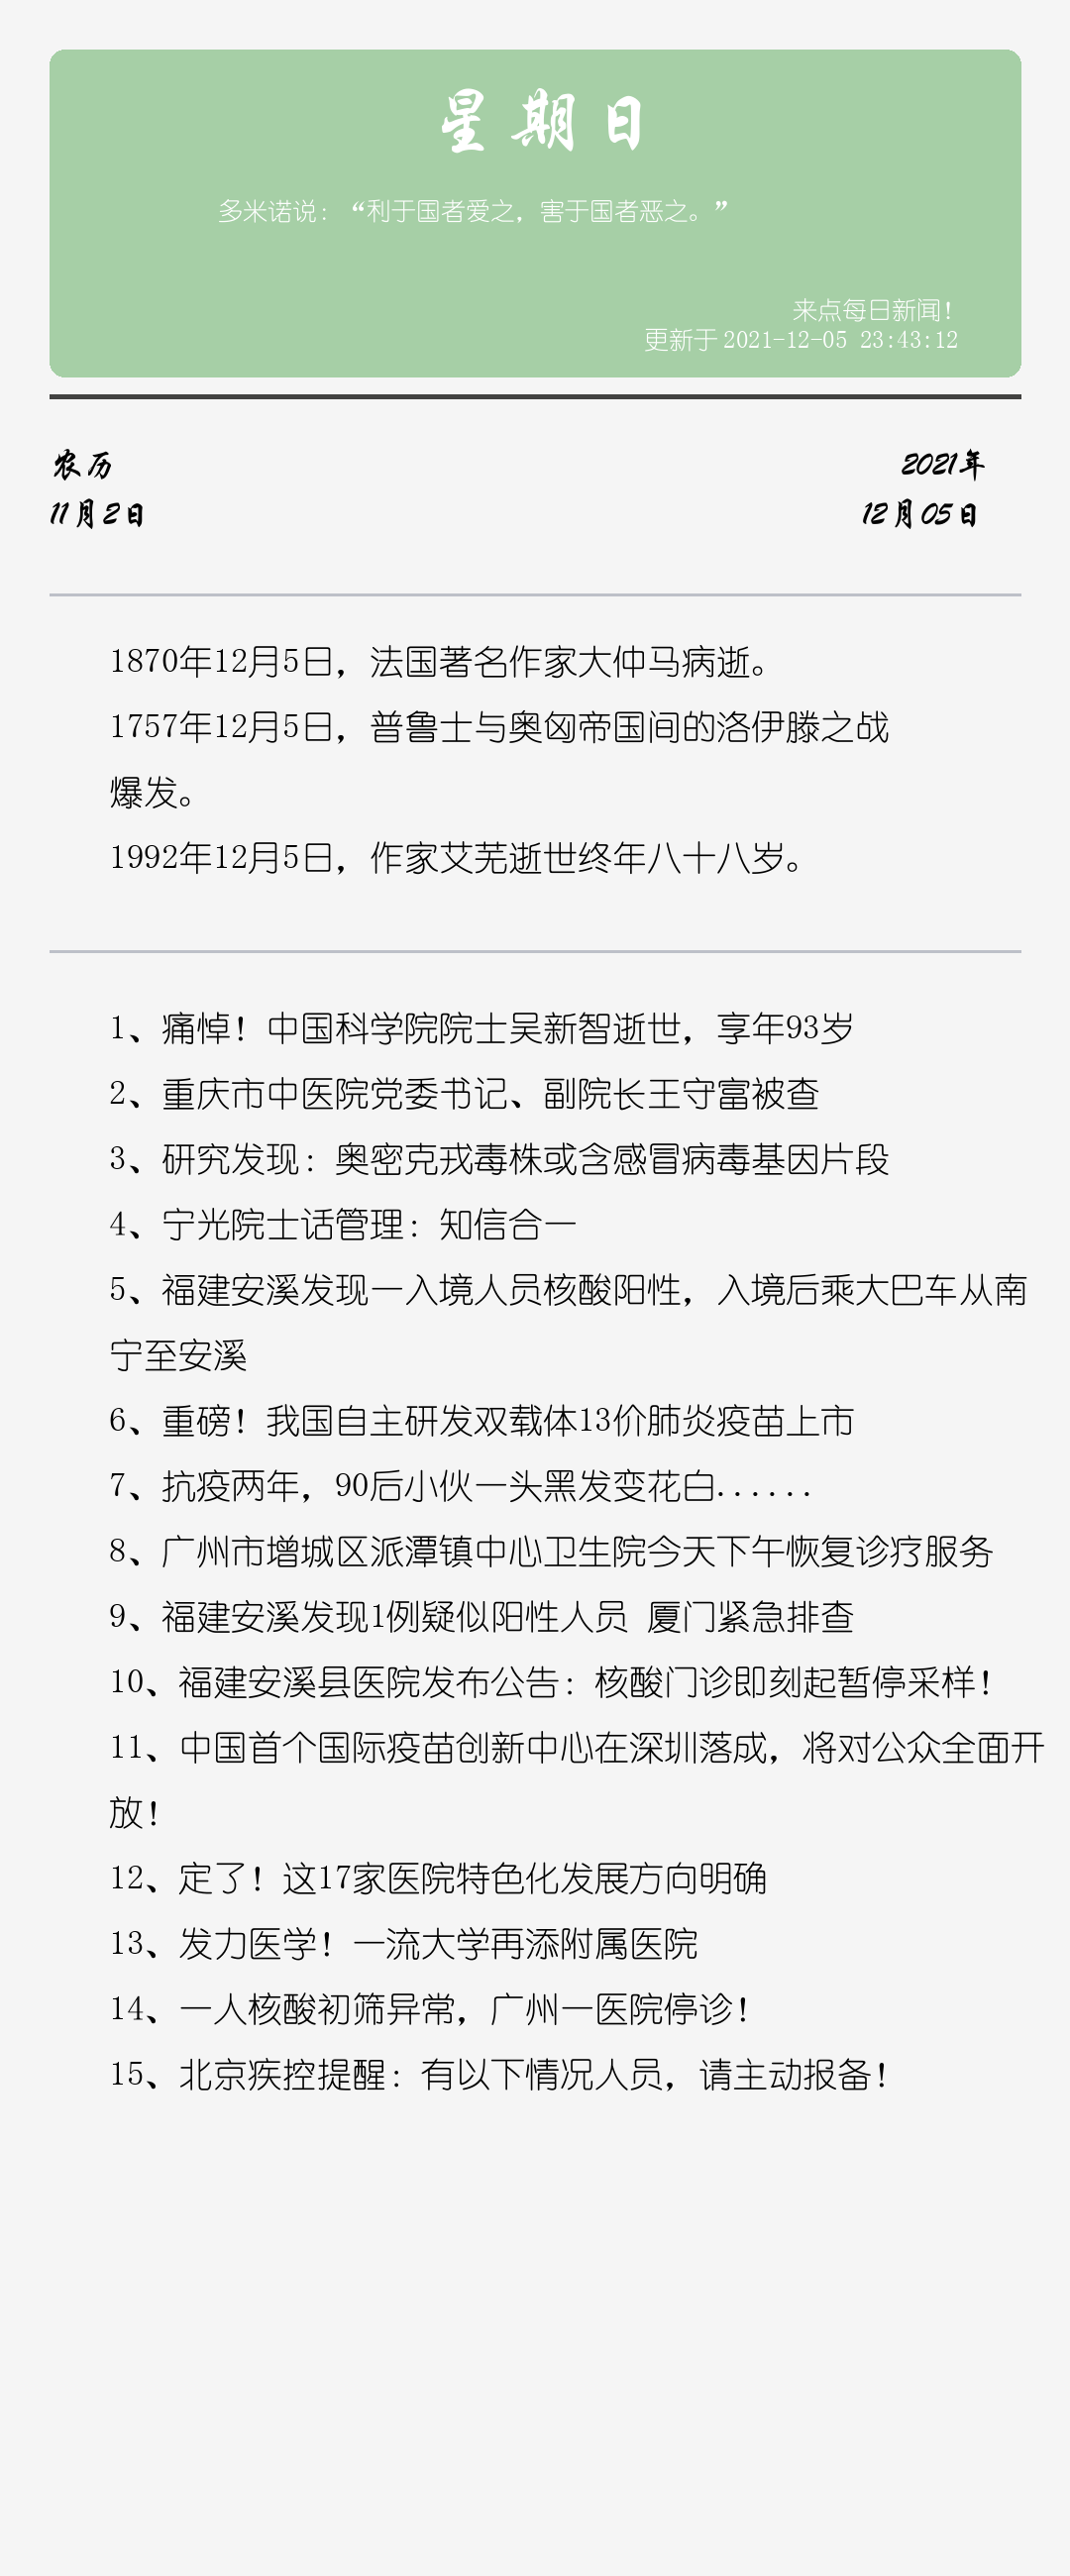 星期日
多米诺说：“利于国者爱之，害于国者恶之。”
来点每日新闻！
更新于 2021-12-05 23:43:12
农历
2021年
11月2日
12月05日
1870年12月5日，法国著名作家大仲马病逝。
1757年12月5日，普鲁士与奥匈帝国间的洛伊滕之战
爆发。
1992年12月5日，作家艾芜逝世终年八十八岁。
1、痛悼！中国科学院院士吴新智逝世，享年93岁
2、重庆市中医院党委书记、副院长王守富被查
3、研究发现：奥密克戎毒株或含感冒病毒基因片段
4、宁光院士话管理：知信合一
5、福建安溪发现一入境人员核酸阳性，入境后乘大巴车从南
宁至安溪
6、重磅！我国自主研发双载体13价肺炎疫苗上市
7、抗疫两年，90后小伙一头黑发变花白......
8、广州市增城区派潭镇中心卫生院今天下午恢复诊疗服务
9、福建安溪发现1例疑似阳性人员 厦门紧急排查
10、福建安溪县医院发布公告：核酸门诊即刻起暂停采样！
11、中国首个国际疫苗创新中心在深圳落成，将对公众全面开
放！
12、定了！这17家医院特色化发展方向明确
13、发力医学！一流大学再添附属医院
14、一人核酸初筛异常，广州一医院停诊！
15、北京疾控提醒：有以下情况人员，请主动报备！